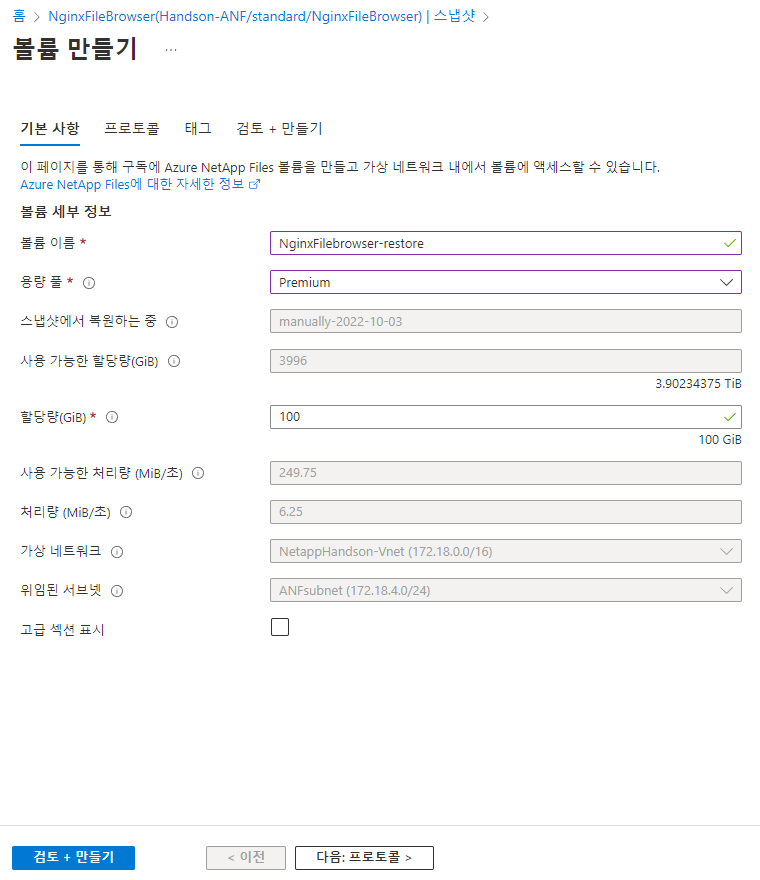 홈 > NginxFileBrowser(Handson-ANF/standard/NginxFileBrowser) | 스냅샷 >
볼륨 만들기 ...
기본 사항 프로토콜 태그 검토 + 만들기
이 페이지를 통해 구독에 Azure NetApp Files 볼륨을 만들고 가상 네트워크 내에서 볼륨에 액세스할 수 있습니다.
Azure NetApp Files에 대한 자세한 정보
볼륨 세부 정보
볼륨 이름 * NginxFilebrowser-restore
용량 풀 * Premium
스냅샷에서 복원하는 중 manually-2022-10-03
사용 가능한 할당량(GiB) 3996
3.90234375 TiB
할당량(GiB) * 100
100 GiB
사용 가능한 처리량 (MiB/초) 249.75
처리량 (MiB/초) 6.25
가상 네트워크 NetappHandson-Vnet (172.18.0.0/16)
위임된 서브넷 ANFsubnet (172.18.4.0/24)
고급 섹션 표시
검토 + 만들기 < 이전 다음: 프로토콜 >